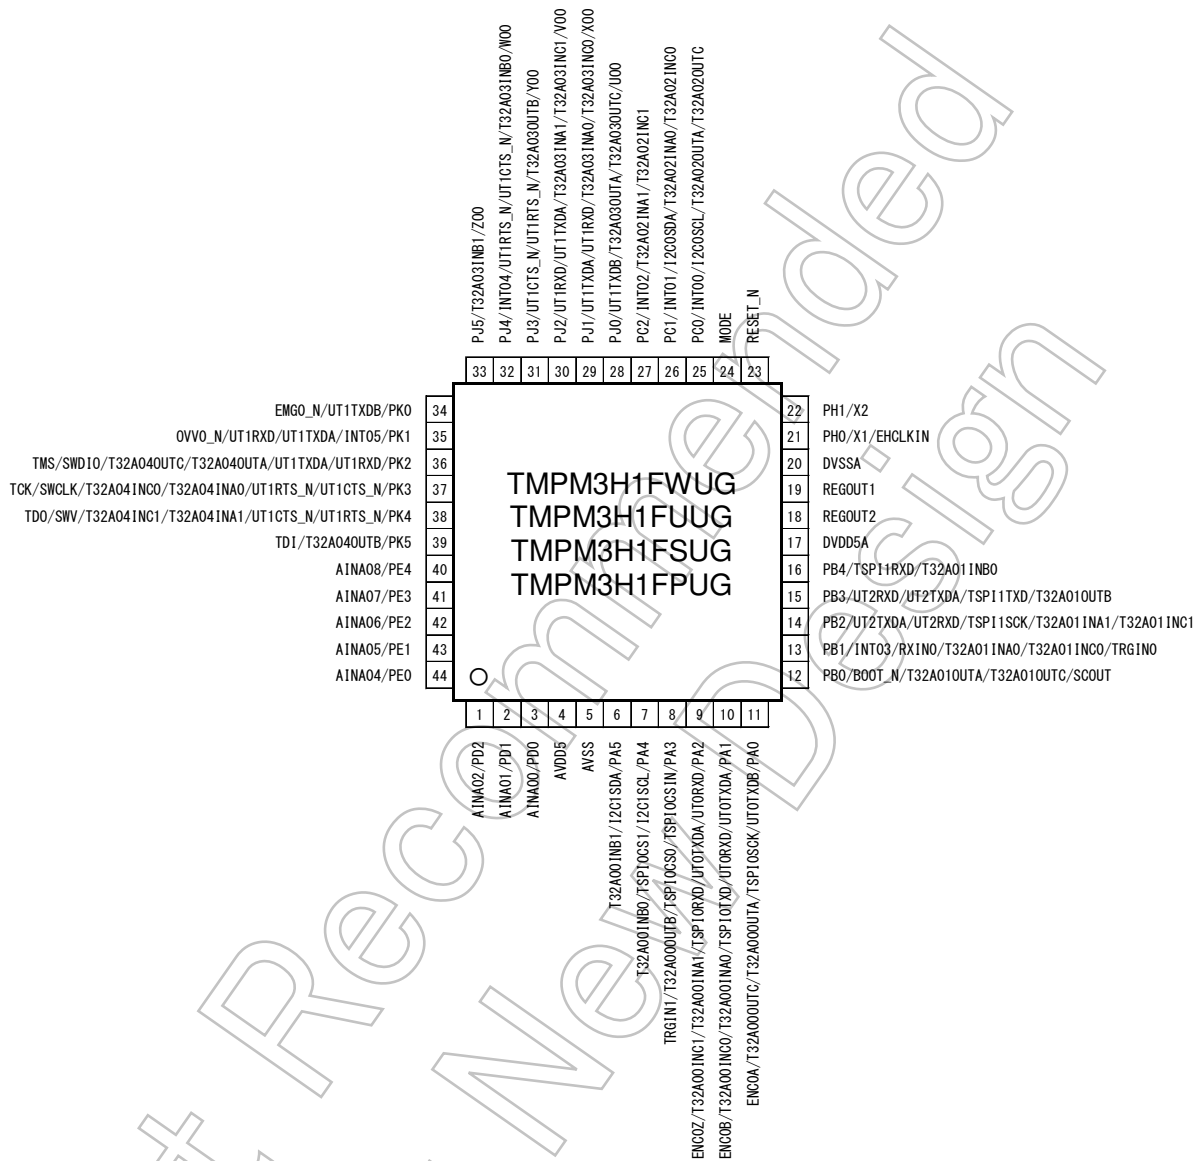 PJ5/T32A03INB1/ZO0
PJ4/INT04/UT1RTS_N/UT1CTS_N/T32A03INB0/WO0
PJ3/UT1CTS_N/UT1RTS_N/T32A03OUTB/YO0
PJ2/UT1RXD/UT1TXDA/T32A03INA1/T32A03INC1/VO0
PJ1/UT1TXDA/UT1RXD/T32A03INA0/T32A03INC0/XO0
PJ0/UT1TXDB/T32A03OUTA/T32A03OUTC/UO0
PC2/INT02/T32A02INA1/T32A02INC1
PC1/INT01/I2C0SDA/T32A02INA0/T32A02INC0
PC0/INT00/I2C0SCL/T32A02OUTA/T32A02OUTC
MODE
RESET_N
33 32 31 30 29 28 27 26 25 24 23
EMG0_N/UT1TXDB/PK0 34
OVV0_N/UT1RXD/UT1TXDA/INT05/PK1 35
TMS/SWDIO/T32A04OUTC/T32A04OUTA/UT1TXDA/UT1RXD/PK2 36
TCK/SWCLK/T32A04INC0/T32A04INA0/UT1RTS_N/UT1CTS_N/PK3 37
TDO/SWV/T32A04INC1/T32A04INA1/UT1CTS_N/UT1RTS_N/PK4 38
TDI/T32A04OUTB/PK5 39
AINA08/PE4 40
AINA07/PE3 41
AINA06/PE2 42
AINA05/PE1 43
AINA04/PE0 44
TMPM3H1FWUG
TMPM3H1FUUG
TMPM3H1FSUG
TMPM3H1FPUG
22 PH1/X2
21 PH0/X1/EHCLKIN
20 DVSSA
19 REGOUT1
18 REGOUT2
17 DVDD5A
16 PB4/TSPI1RXD/T32A01INB0
15 PB3/UT2RXD/UT2TXDA/TSPI1TXD/T32A01OUTB
14 PB2/UT2TXDA/UT2RXD/TSPI1SCK/T32A01INA1/T32A01INC1
13 PB1/INT03/RXIN0/T32A01INA0/T32A01INC0/TRGIN0
12 PB0/BOOT_N/T32A01OUTA/T32A01OUTC/SCOUT
1 2 3 4 5 6 7 8 9 10 11
AINA02/PD2
AINA01/PD1
AINA00/PD0
AVDD5
AVSS
T32A00INB1/I2C1SDA/PA5
T32A00INB0/TSPI0CS1/I2C1SCL/PA4
TRGIN1/T32A00OUTB/TSPI0CS0/TSPI0CSIN/PA3
ENC0Z/T32A00INC1/T32A00INA1/TSPI0RXD/UT0TXDA/UT0RXD/PA2
ENC0B/T32A00INC0/T32A00INA0/TSPI0TXD/UT0RXD/UT0TXDA/PA1
ENC0A/T32A00OUTC/T32A00OUTA/TSPI0SCK/UT0TXDB/PA0
Recommended
New Design